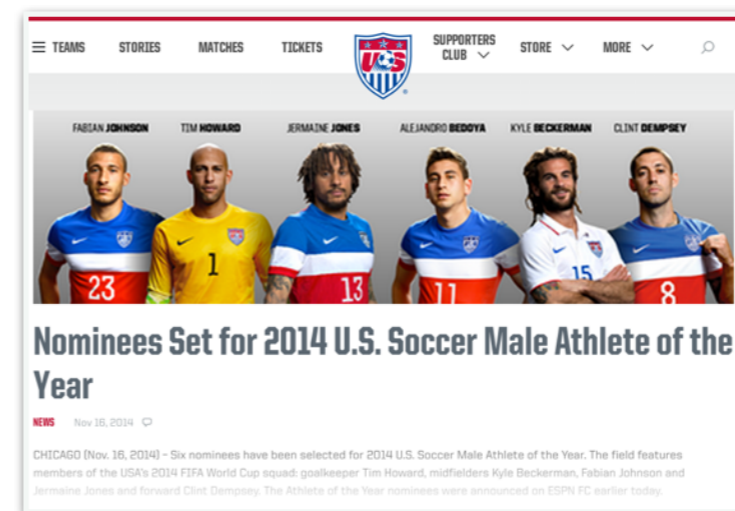 TEAMS STORIES MATCHES TICKETS US SUPPORTERS STORE MORE
CLUB
FABIAN JOHNSON TIM HOWARD JERMAINE JONES ALEJANDRO BEDOYA KYLE BECKERMAN CLINT DEMPSEY
23 1 13 11 15 8
Nominees Set for 2014 U.S. Soccer Male Athlete of the
Year
NEWS Nov 16, 2014
CHICAGO (Nov. 16, 2014) – Six nominees have been selected for 2014 U.S. Soccer Male Athlete of the Year. The field features
members of the USA's 2014 FIFA World Cup squad: goalkeeper Tim Howard, midfielders Kyle Beckerman, Fabian Johnson and
Jermaine Jones and forward Clint Dempsey. The Athlete of the Year nominees were announced on ESPN FC earlier today.